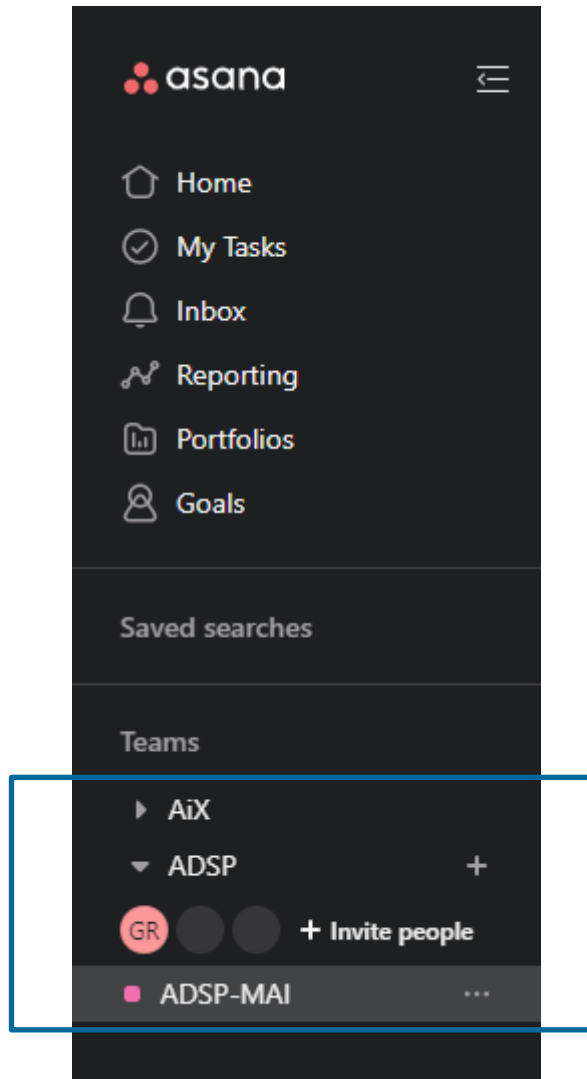 asana
Home
My Tasks
Inbox
Reporting
Portfolios
Goals
Saved searches
Teams
AiX
ADSP
GR + Invite people
ADSP-MAI